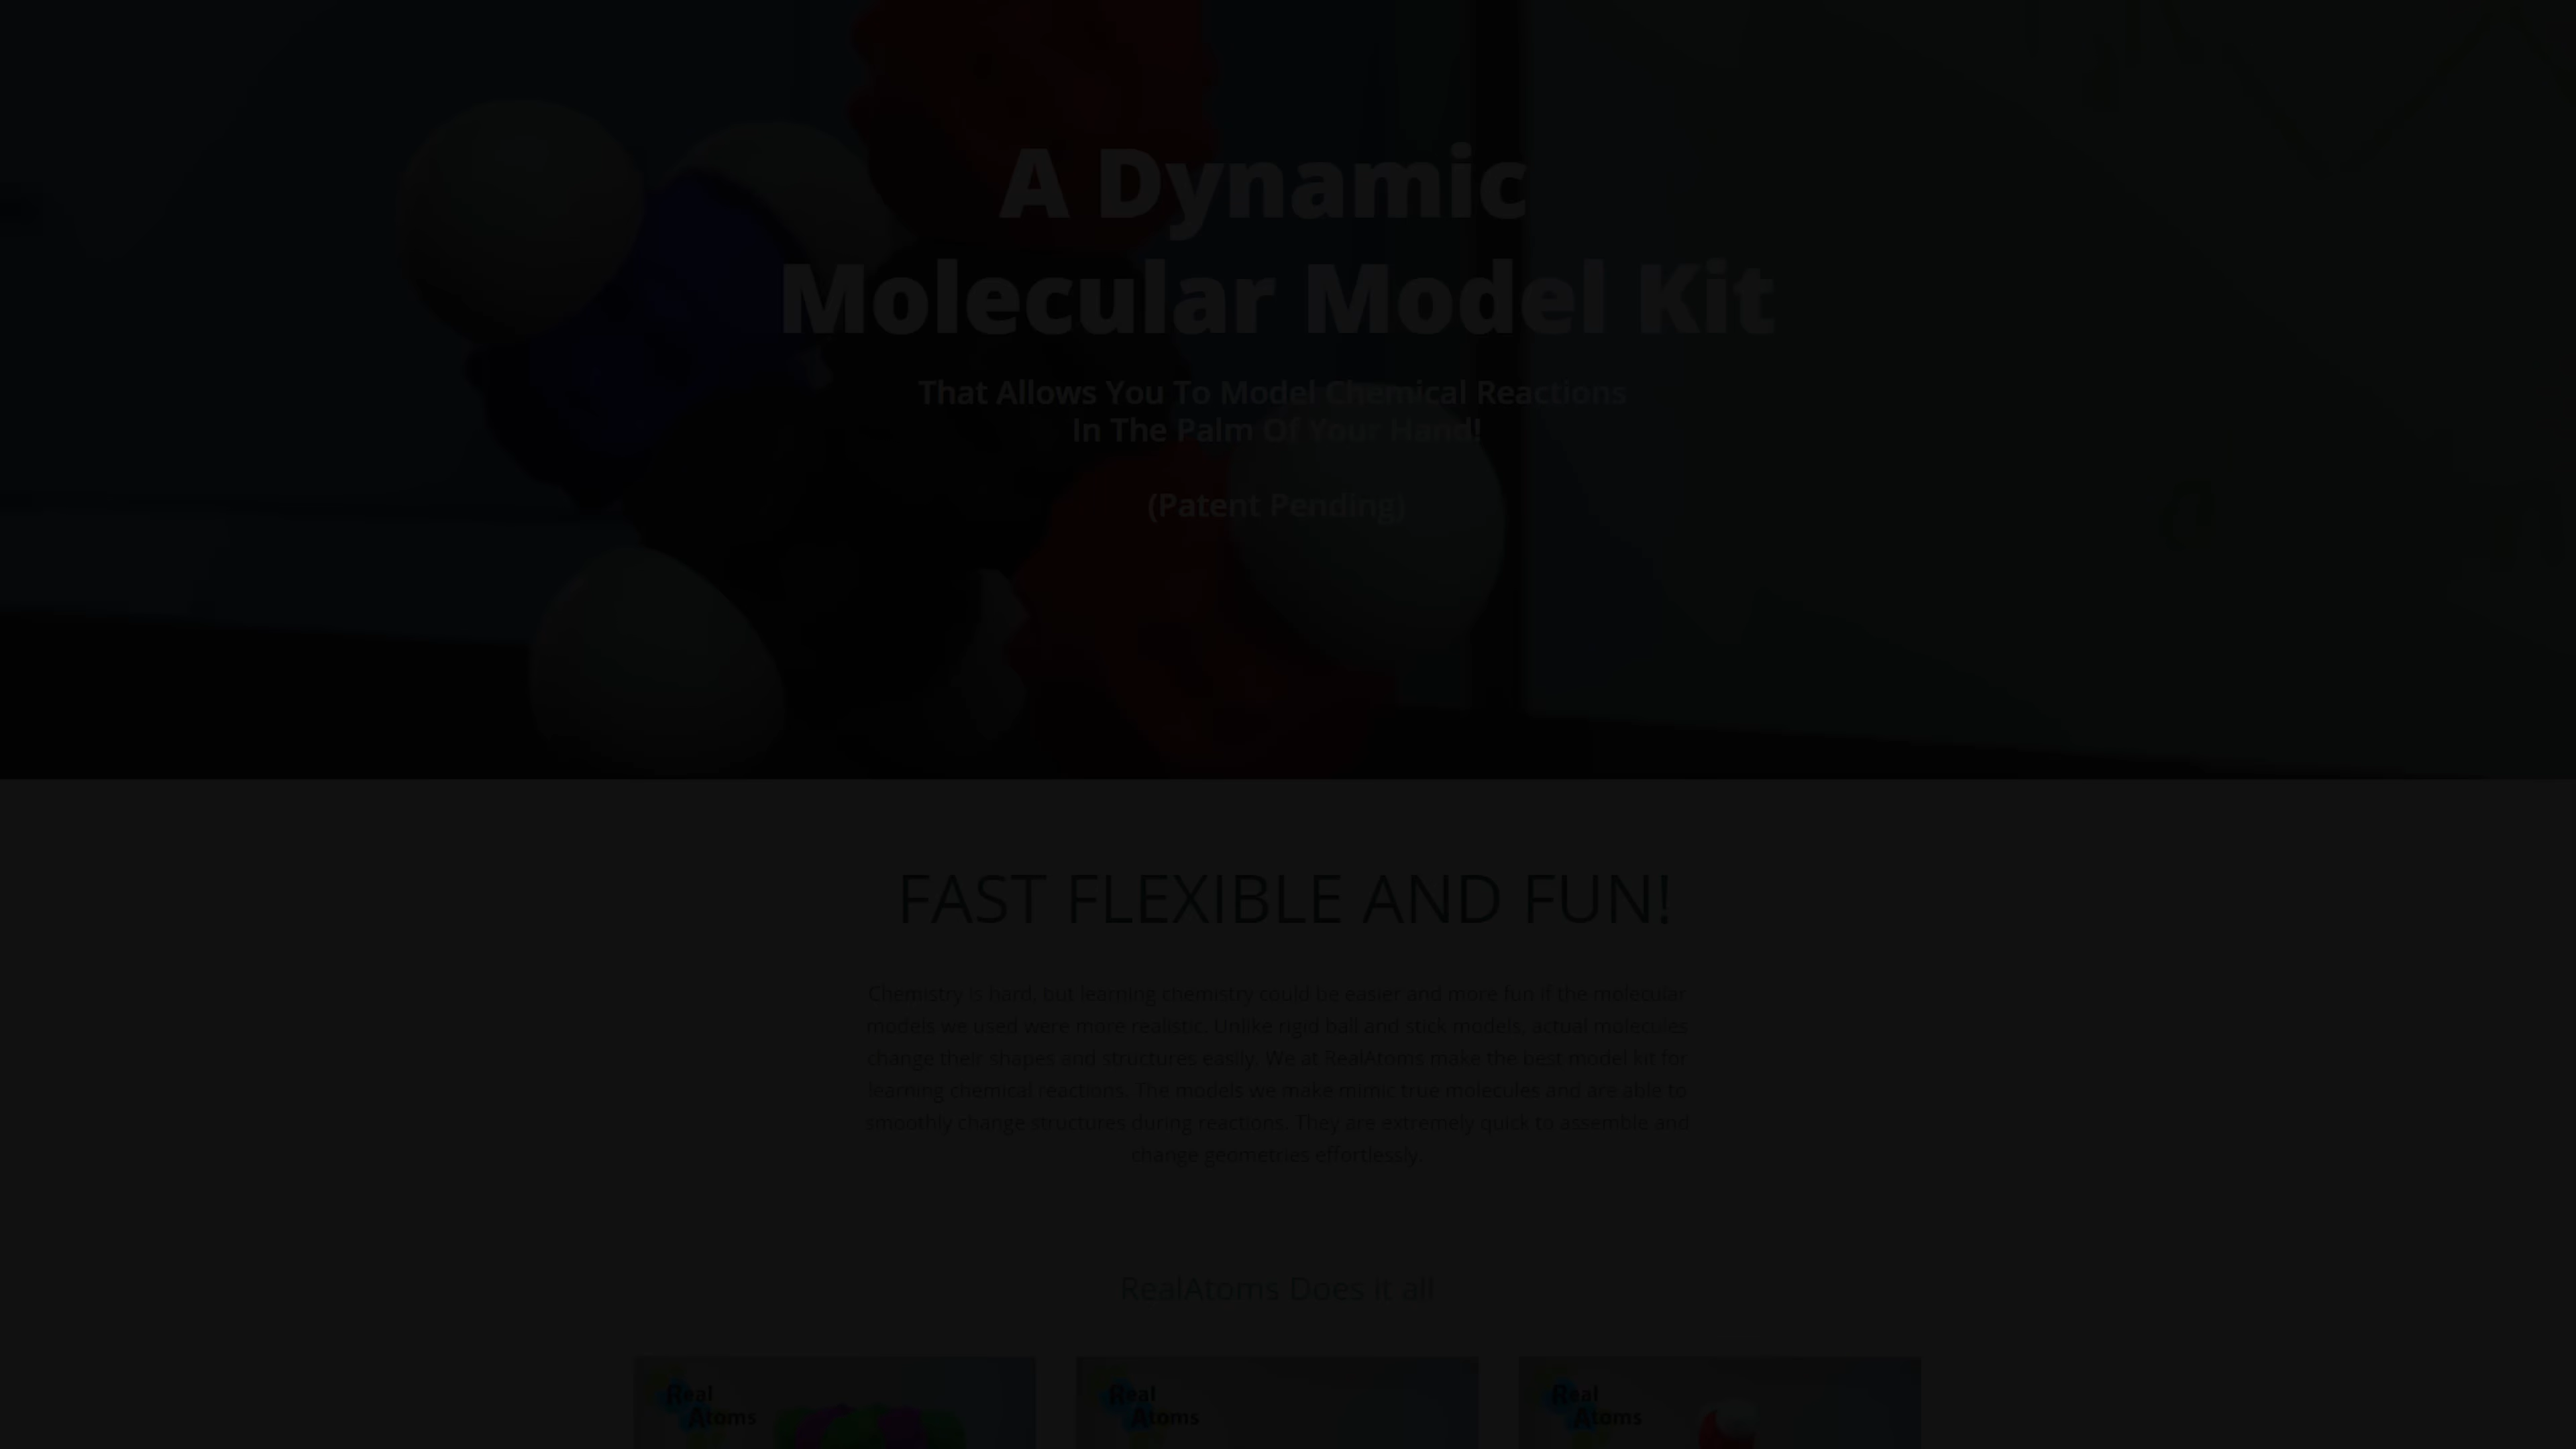 A Dynamic
Molecular Model Kit
That Allows You To Model Chemical Reactions
In The Palm Of Your Hand!
(Patent Pending)
FAST FLEXIBLE AND FUN!
Chemistry is hard, but learning chemistry could be easier and more fun if the molecular
models we used were more realistic. Unlike rigid ball and stick models, actual molecules
change their shapes and structures easily. We at RealAtoms make the best model kit for
learning chemical reactions. The models we make mimic true molecules and are able to
smoothly change structures during reactions. They are extremely quick to assemble and
change geometries effortlessly.
RealAtoms Does it all
Real
Atoms
Real
Atoms
Real
Atoms